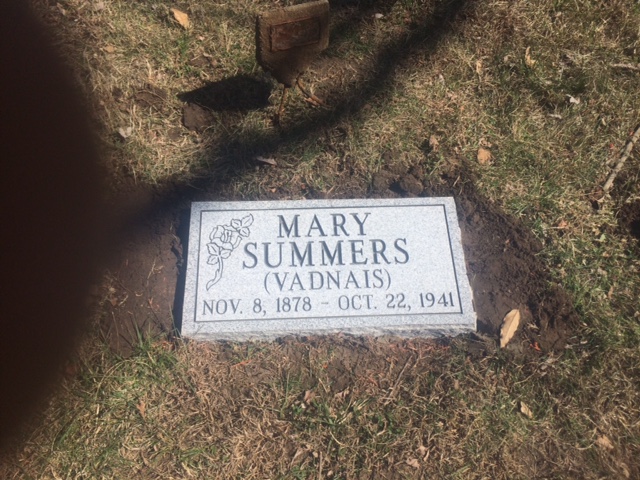 MARY
SUMMERS
(VADNAIS)
NOV. 8, 1878 - OCT. 22, 1941